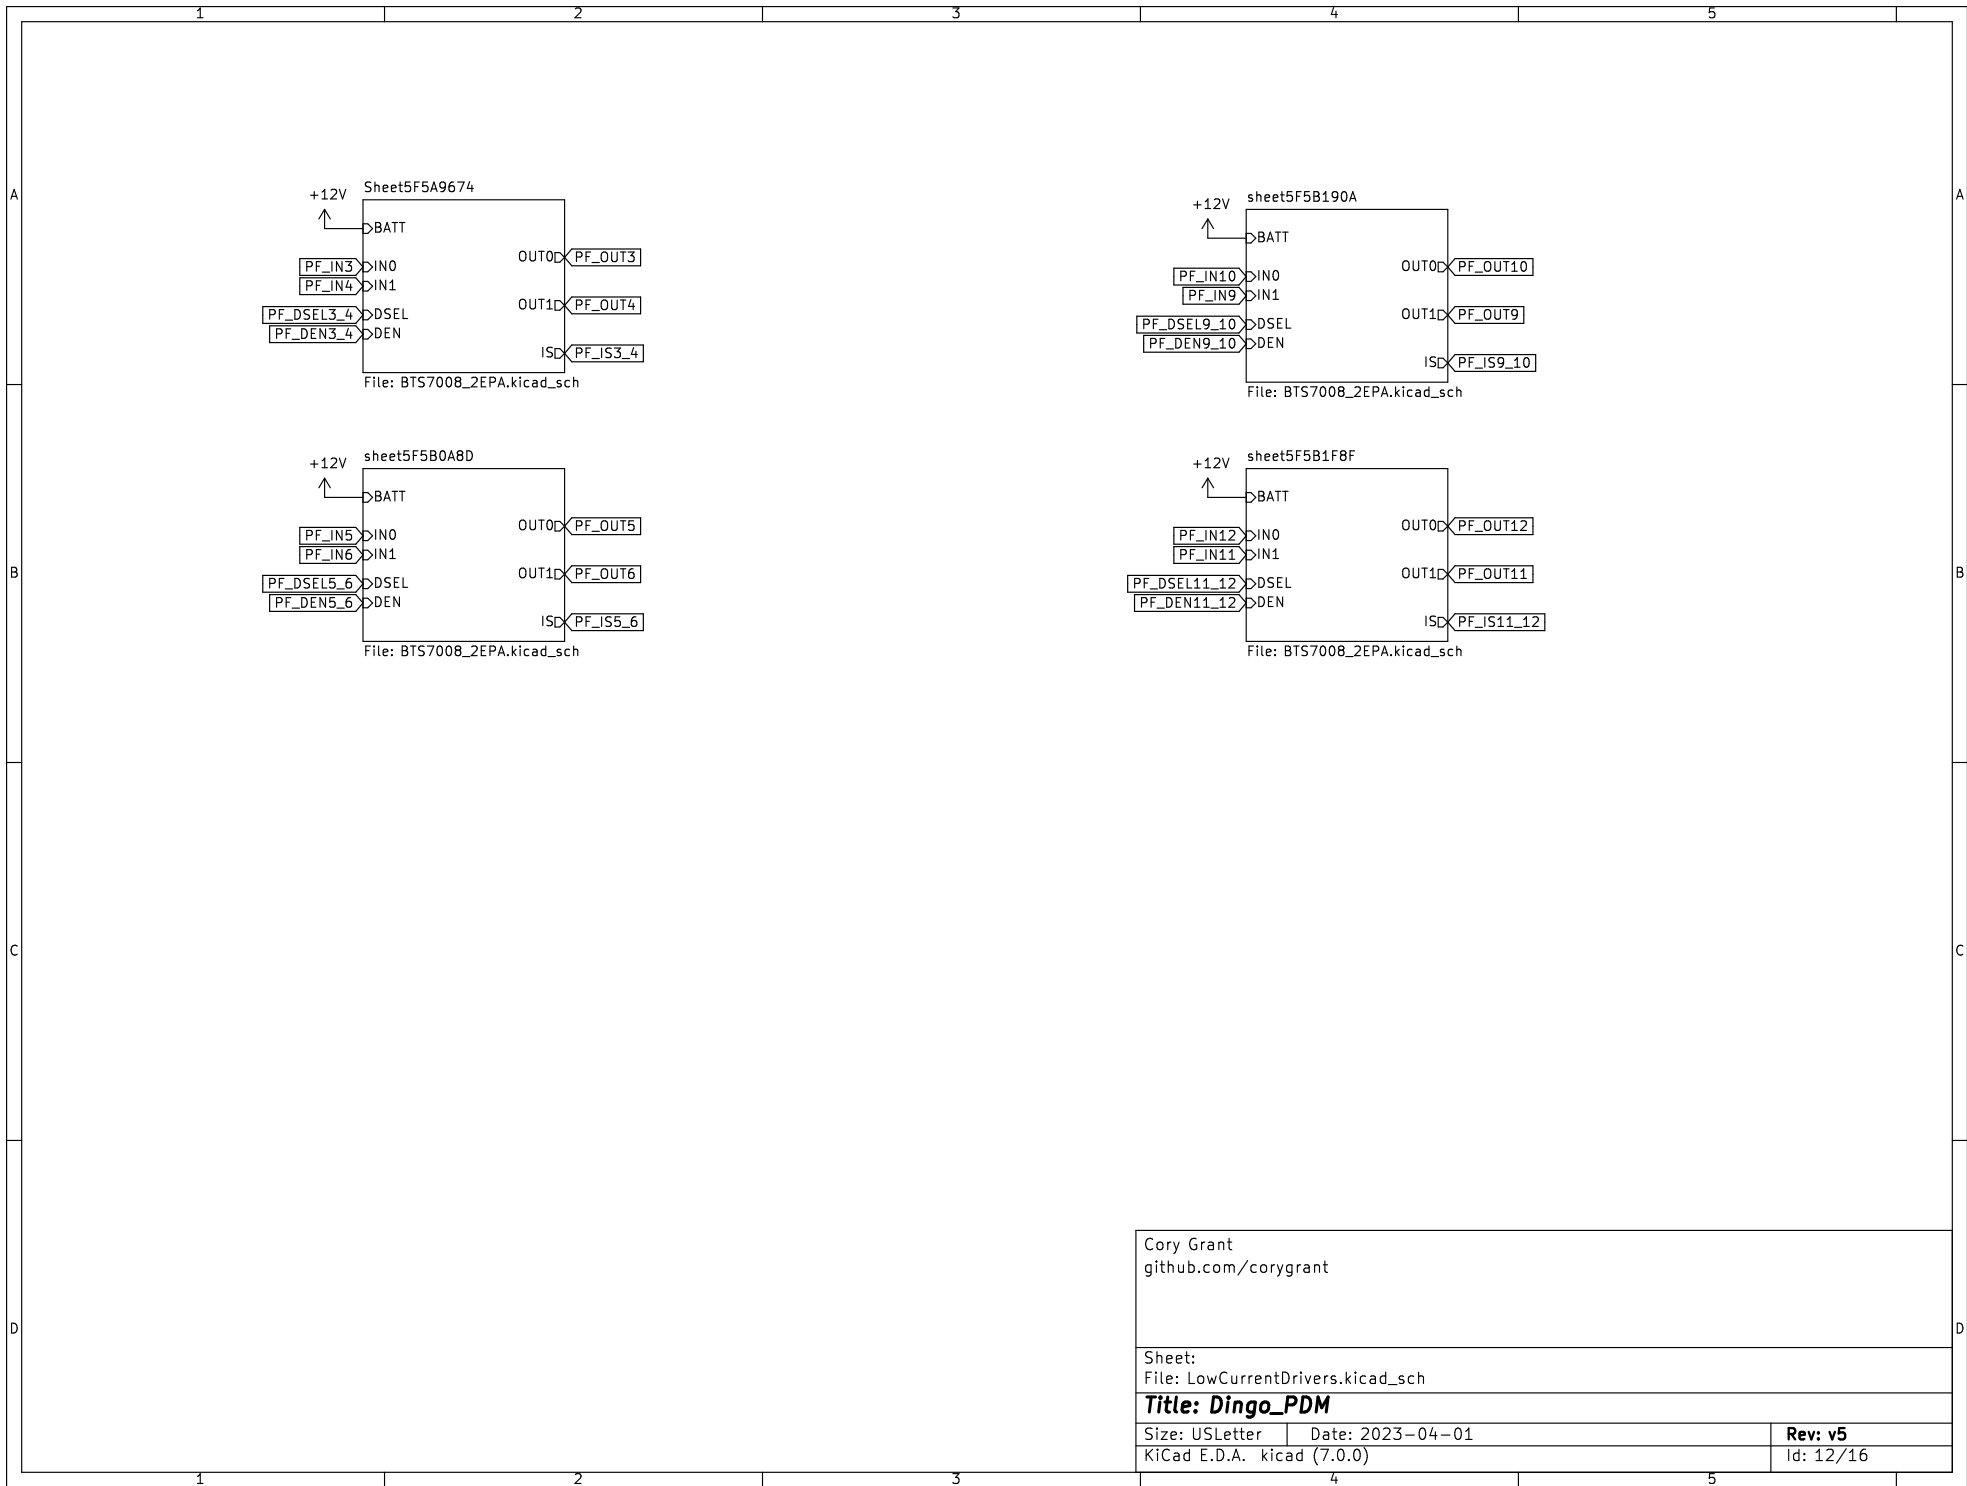 1 2 3 4 5
A A
Sheet5F5A9674
+12V
BATT
PF_IN3 IN0
PF_IN4 IN1
PF_DSEL3_4 DSEL
PF_DEN3_4 DEN
OUT0 PF_OUT3
OUT1 PF_OUT4
IS PF_IS3_4
File: BTS7008_2EPA.kicad_sch
sheet5F5B190A
+12V
BATT
PF_IN10 IN0
PF_IN9 IN1
PF_DSEL9_10 DSEL
PF_DEN9_10 DEN
OUT0 PF_OUT10
OUT1 PF_OUT9
IS PF_IS9_10
File: BTS7008_2EPA.kicad_sch
B B
sheet5F5B0A8D
+12V
BATT
PF_IN5 IN0
PF_IN6 IN1
PF_DSEL5_6 DSEL
PF_DEN5_6 DEN
OUT0 PF_OUT5
OUT1 PF_OUT6
IS PF_IS5_6
File: BTS7008_2EPA.kicad_sch
sheet5F5B1F8F
+12V
BATT
PF_IN12 IN0
PF_IN11 IN1
PF_DSEL11_12 DSEL
PF_DEN11_12 DEN
OUT0 PF_OUT12
OUT1 PF_OUT11
IS PF_IS11_12
File: BTS7008_2EPA.kicad_sch
C C
D D
Cory Grant
github.com/corygrant
Sheet:
File: LowCurrentDrivers.kicad_sch
Title: Dingo_PDM
Size: USLetter Date: 2023-04-01 Rev: v5
KiCad E.D.A. kicad (7.0.0) Id: 12/16
1 2 3 4 5